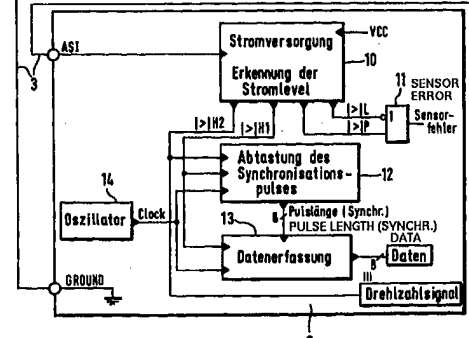 ASI
3
Stromversorgung
VCC
Erkennung der
Stromlevel
10
11
SENSOR
ERROR
I>IL
1
Sensor-
fehler
I>IP
I>IH2
I>IH1
Abtastung des
Synchronisations-
pulses
12
14
Oszillator
Clock
6
Pulslänge (Synchr.)
PULSE LENGTH (SYNCHR.)
13
Datenerfassung
DATA
8
Daten
III
Drehzahlsignal
GROUND